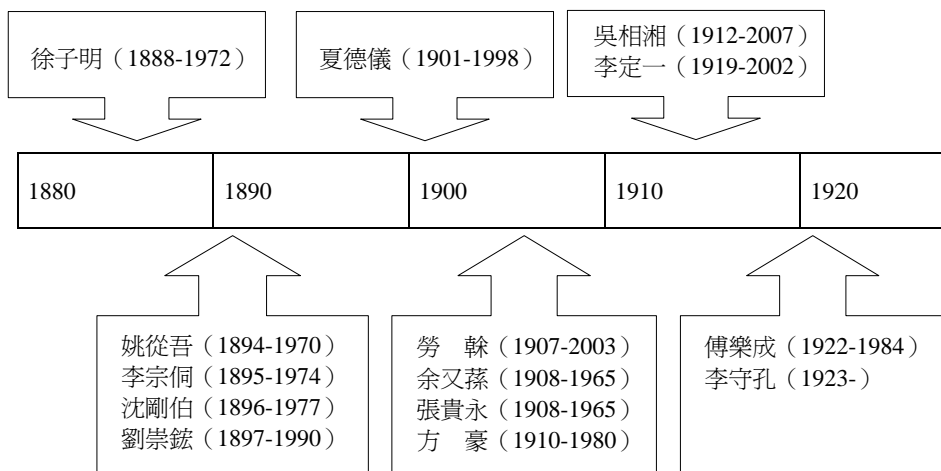 徐子明（1888-1972）
夏德儀（1901-1998）
吳相湘（1912-2007）
李定一（1919-2002）
1880 1890 1900 1910 1920
姚從吾（1894-1970）
李宗侗（1895-1974）
沈剛伯（1896-1977）
劉崇鋐（1897-1990）
勞　榦（1907-2003）
余又蓀（1908-1965）
張貴永（1908-1965）
方　豪（1910-1980）
傅樂成（1922-1984）
李守孔（1923-）